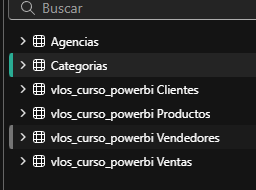 Buscar
Agencias
Categorias
vlos_curso_powerbi Clientes
vlos_curso_powerbi Productos
vlos_curso_powerbi Vendedores
vlos_curso_powerbi Ventas